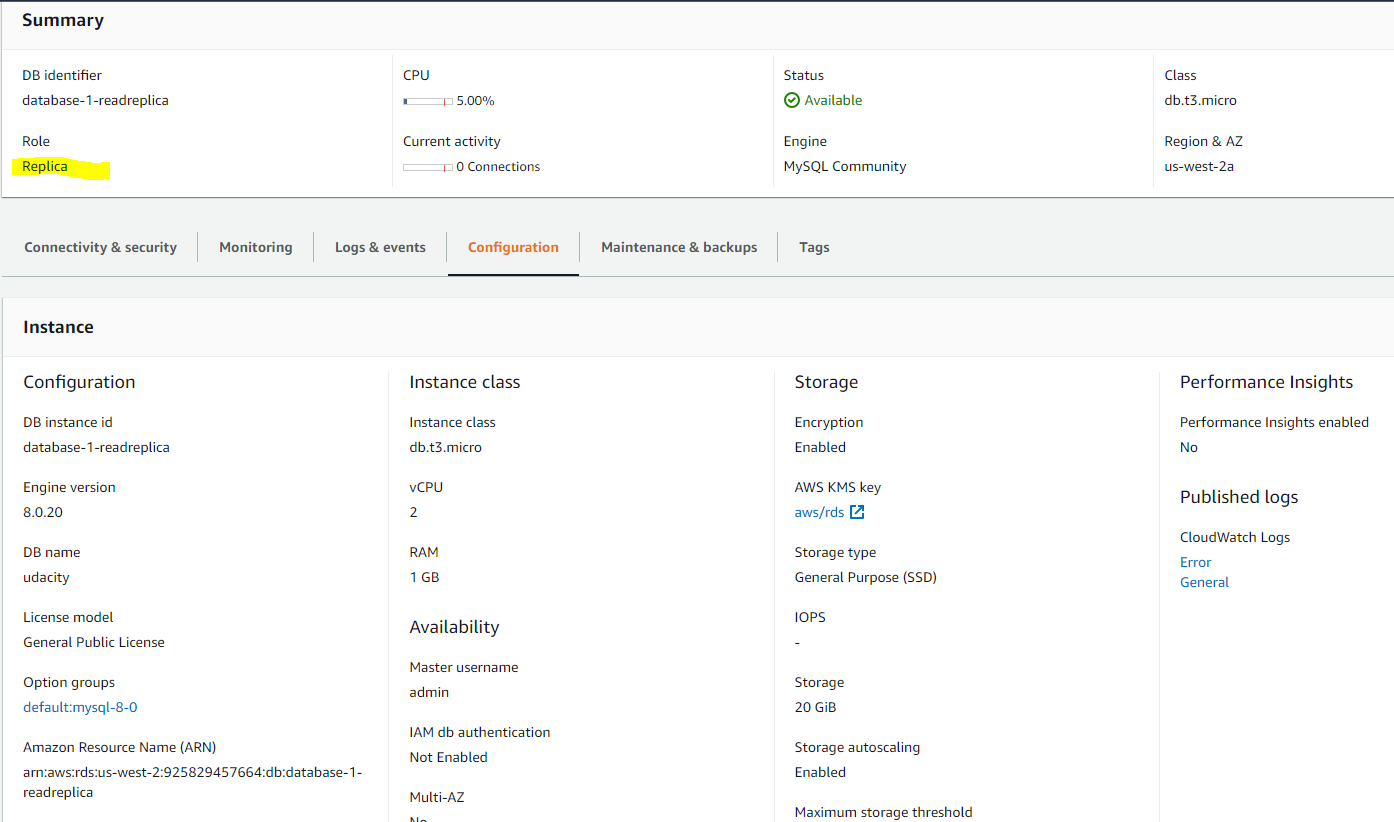 Summary
DB identifier
database-1-readreplica
CPU
5.00%
Status
Available
Class
db.t3.micro
Role
Replica
Current activity
0 Connections
Engine
MySQL Community
Region & AZ
us-west-2a
Connectivity & security
Monitoring
Logs & events
Configuration
Maintenance & backups
Tags
Instance
Configuration
DB instance id
database-1-readreplica
Engine version
8.0.20
DB name
udacity
License model
General Public License
Option groups
default:mysql-8-0
Amazon Resource Name (ARN)
arn:aws:rds:us-west-2:925829457664:db:database-1-
readreplica
Instance class
Instance class
db.t3.micro
vCPU
2
RAM
1 GB
Availability
Master username
admin
IAM db authentication
Not Enabled
Multi-AZ
No
Storage
Encryption
Enabled
AWS KMS key
aws/rds
Storage type
General Purpose (SSD)
IOPS
-
Storage
20 GiB
Storage autoscaling
Enabled
Maximum storage threshold
Performance Insights
Performance Insights enabled
No
Published logs
CloudWatch Logs
Error
General